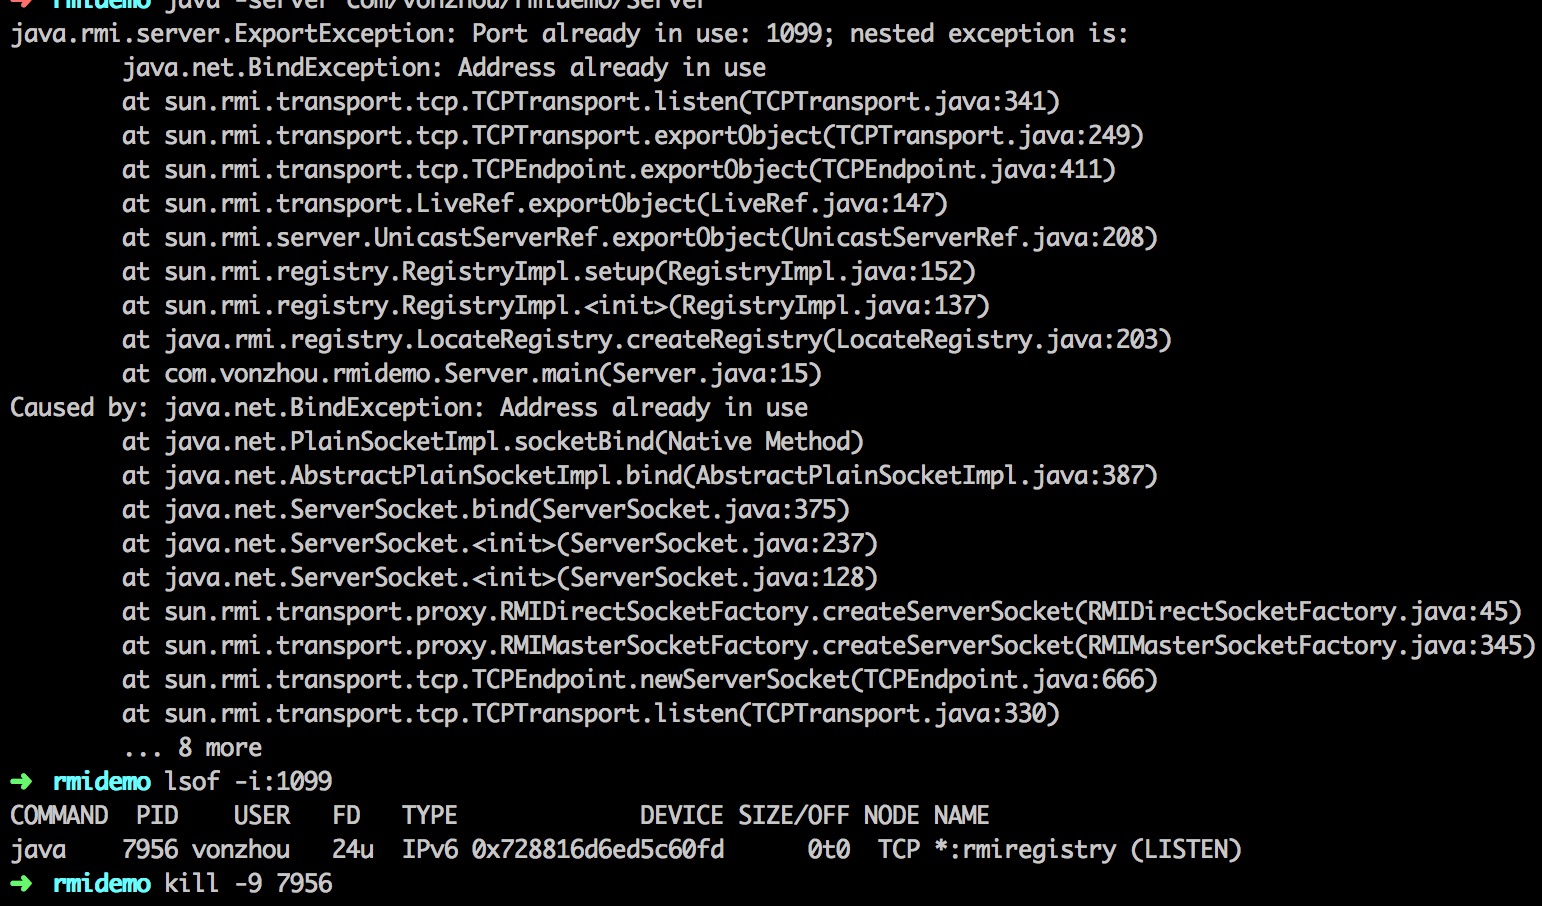 ➜  rmidemo java -server com/vonzhou/rmidemo/Server
java.rmi.server.ExportException: Port already in use: 1099; nested exception is:
        java.net.BindException: Address already in use
        at sun.rmi.transport.tcp.TCPTransport.listen(TCPTransport.java:341)
        at sun.rmi.transport.tcp.TCPTransport.exportObject(TCPTransport.java:249)
        at sun.rmi.transport.tcp.TCPEndpoint.exportObject(TCPEndpoint.java:411)
        at sun.rmi.transport.LiveRef.exportObject(LiveRef.java:147)
        at sun.rmi.server.UnicastServerRef.exportObject(UnicastServerRef.java:208)
        at sun.rmi.registry.RegistryImpl.setup(RegistryImpl.java:152)
        at sun.rmi.registry.RegistryImpl.<init>(RegistryImpl.java:137)
        at java.rmi.registry.LocateRegistry.createRegistry(LocateRegistry.java:203)
        at com.vonzhou.rmidemo.Server.main(Server.java:15)
Caused by: java.net.BindException: Address already in use
        at java.net.PlainSocketImpl.socketBind(Native Method)
        at java.net.AbstractPlainSocketImpl.bind(AbstractPlainSocketImpl.java:387)
        at java.net.ServerSocket.bind(ServerSocket.java:375)
        at java.net.ServerSocket.<init>(ServerSocket.java:237)
        at java.net.ServerSocket.<init>(ServerSocket.java:128)
        at sun.rmi.transport.proxy.RMIDirectSocketFactory.createServerSocket(RMIDirectSocketFactory.java:45)
        at sun.rmi.transport.proxy.RMIMasterSocketFactory.createServerSocket(RMIMasterSocketFactory.java:345)
        at sun.rmi.transport.tcp.TCPEndpoint.newServerSocket(TCPEndpoint.java:666)
        at sun.rmi.transport.tcp.TCPTransport.listen(TCPTransport.java:330)
        ... 8 more
➜  rmidemo lsof -i:1099
COMMAND  PID    USER   FD   TYPE             DEVICE SIZE/OFF NODE NAME
java    7956 vonzhou   24u  IPv6 0x728816d6ed5c60fd      0t0  TCP *:rmiregistry (LISTEN)
➜  rmidemo kill -9 7956